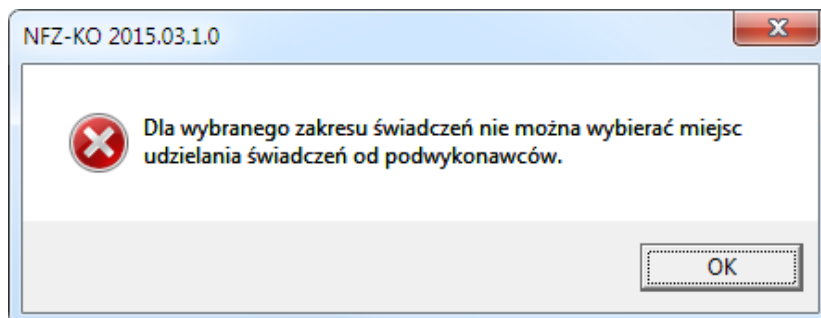 NFZ-KO 2015.03.1.0
Dla wybranego zakresu świadczeń nie można wybierać miejsc
udzielania świadczeń od podwykonawców.
OK